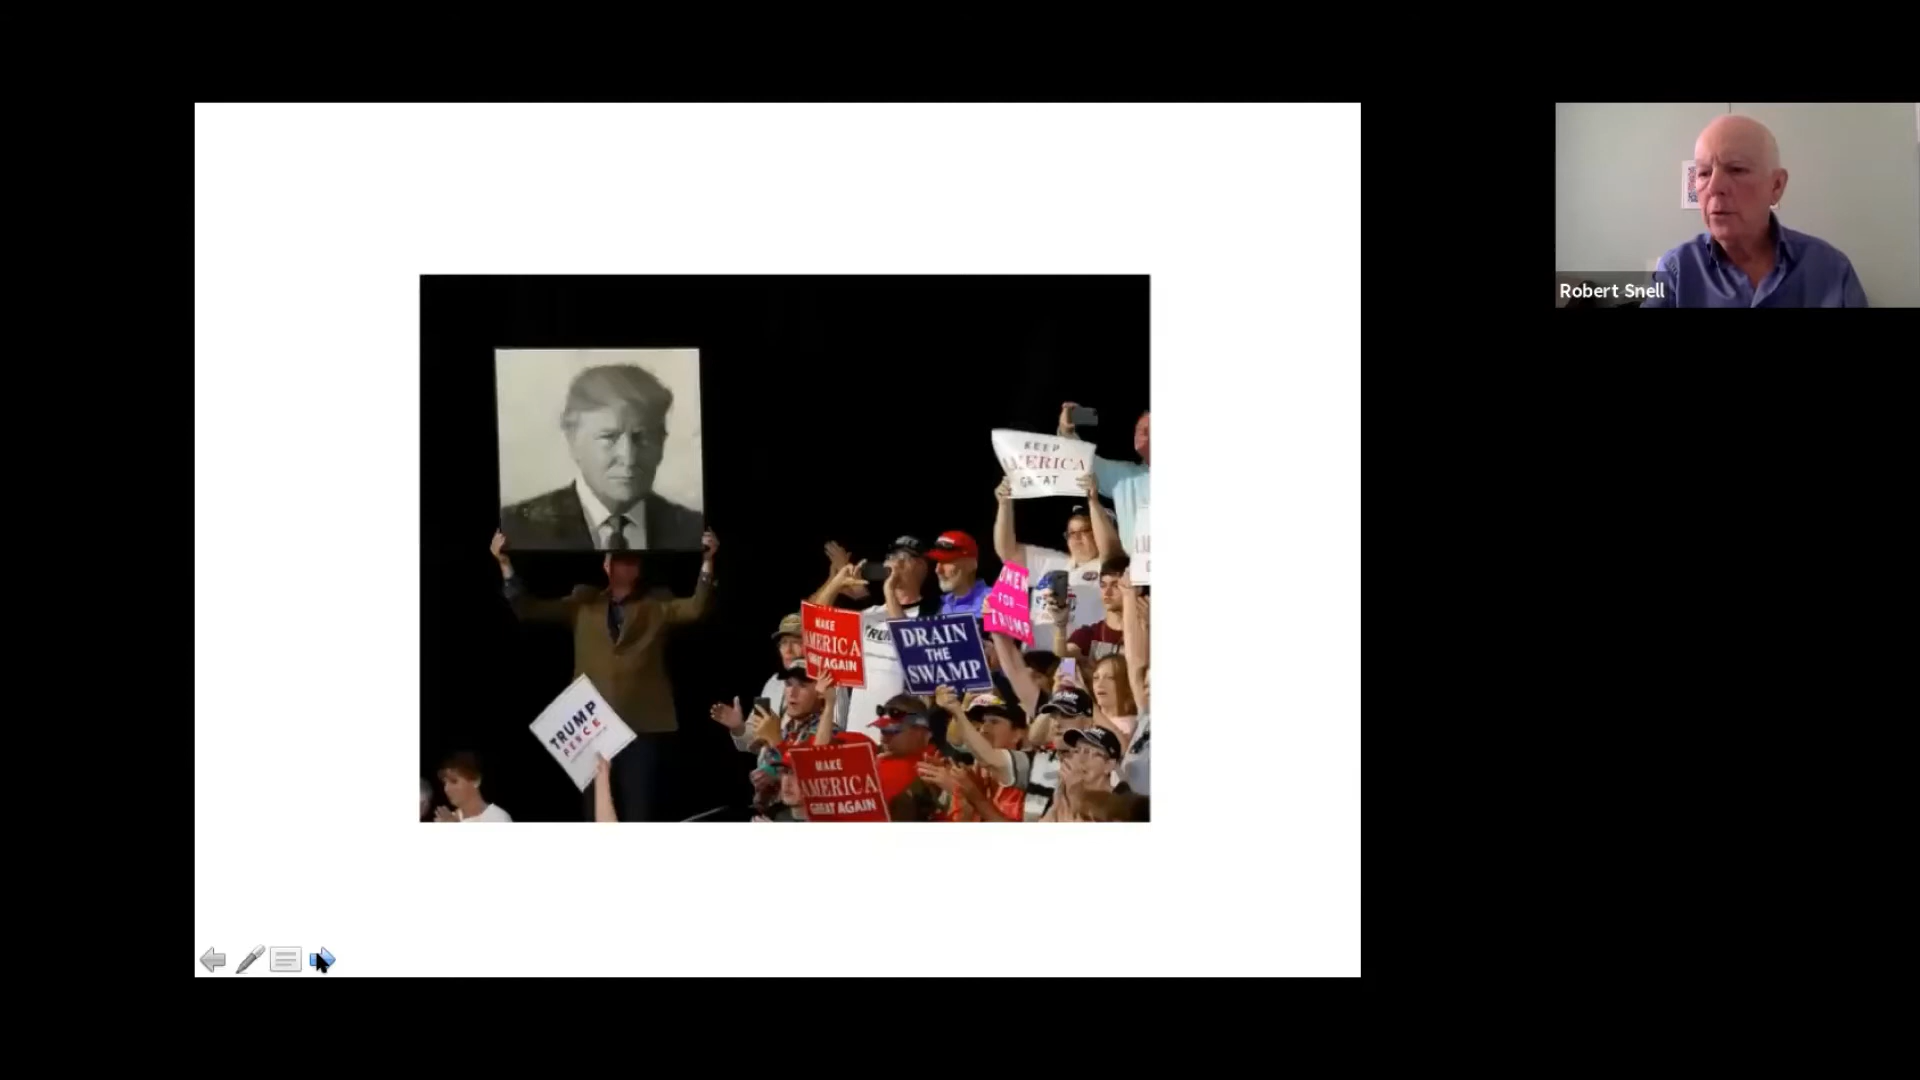 KEEP
AMERICA
GREAT
WOMEN
FOR
TRUMP
MAKE
AMERICA
GREAT AGAIN
DRAIN
THE
SWAMP
TRUMP
PENCE
MAKE
AMERICA
GREAT AGAIN
Robert Snell